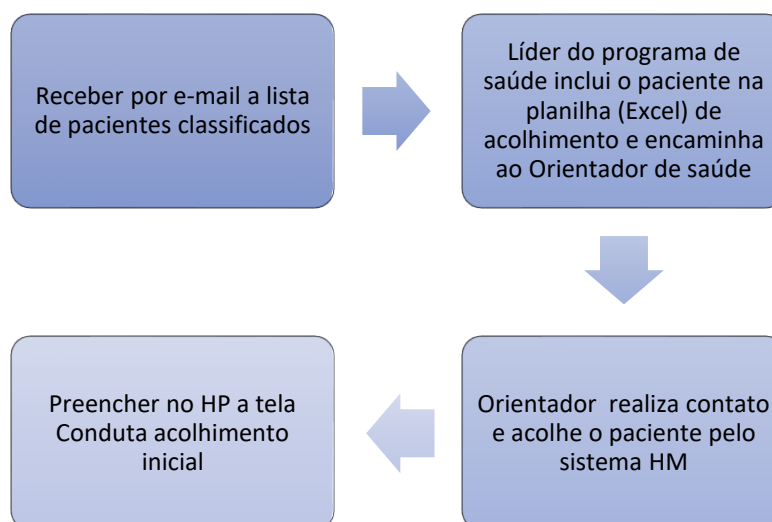 Receber por e-mail a lista
de pacientes classificados
Líder do programa de
saúde inclui o paciente na
planilha (Excel) de
acolhimento e encaminha
ao Orientador de saúde
Orientador realiza contato
e acolhe o paciente pelo
sistema HM
Preencher no HP a tela
Conduta acolhimento
inicial